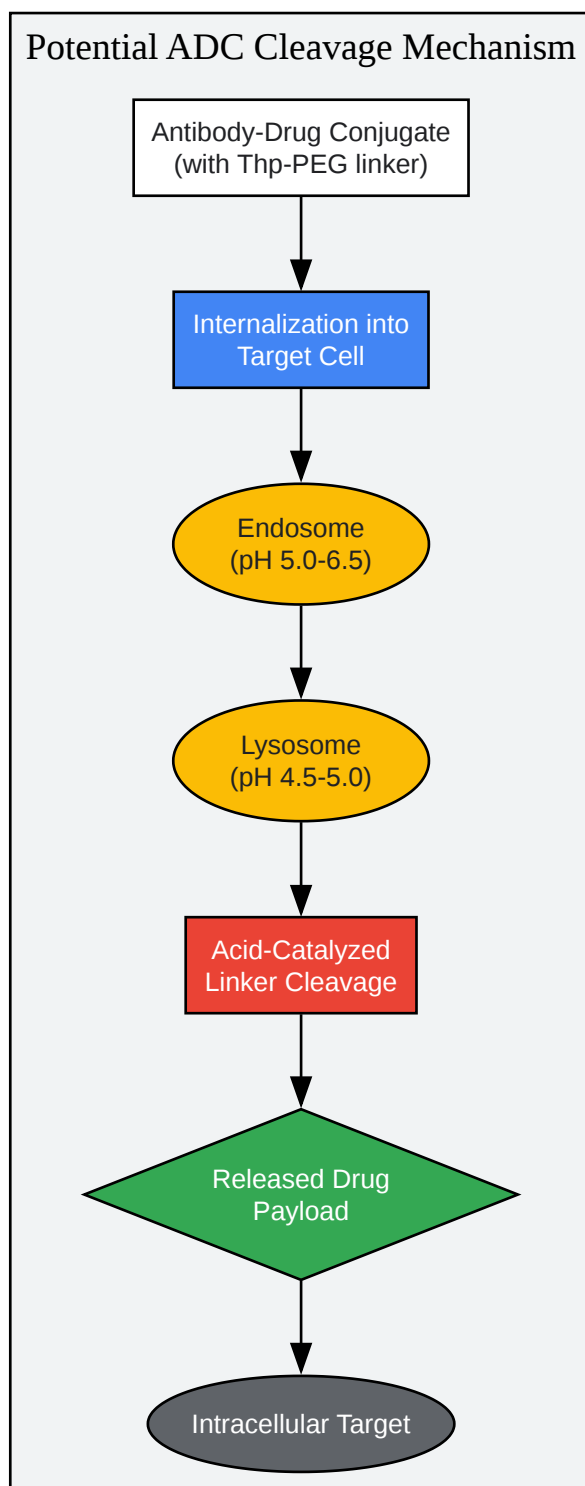 Potential ADC Cleavage Mechanism
Antibody-Drug Conjugate
(with Thp-PEG linker)
Internalization into
Target Cell
Endosome
(pH 5.0-6.5)
Lysosome
(pH 4.5-5.0)
Acid-Catalyzed
Linker Cleavage
Released Drug
Payload
Intracellular Target